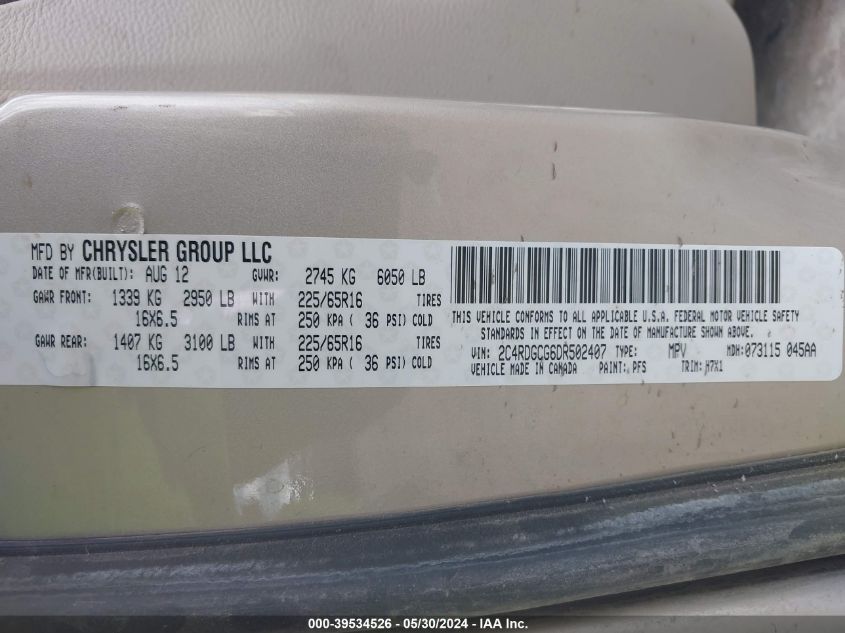 MFD BY CHRYSLER GROUP LLC
DATE OF MFR(BUILT): AUG 12 GVWR: 2745 KG 6050 LB
GAWR FRONT: 1339 KG 2950 LB WITH 225/65R16 TIRES
16X6.5 RIMS AT 250 KPA ( 36 PSI) COLD
GAWR REAR: 1407 KG 3100 LB WITH 225/65R16 TIRES
16X6.5 RIMS AT 250 KPA ( 36 PSI) COLD
THIS VEHICLE CONFORMS TO ALL APPLICABLE U.S.A. FEDERAL MOTOR VEHICLE SAFETY
STANDARDS IN EFFECT ON THE DATE OF MANUFACTURE SHOWN ABOVE.
VIN: 2C4RDGCG6DR502407 TYPE: MPV MDH: 073115 045AA
VEHICLE MADE IN CANADA PAINT: PFS TRIM: H7X1
000-39534526 - 05/30/2024 - IAA Inc.